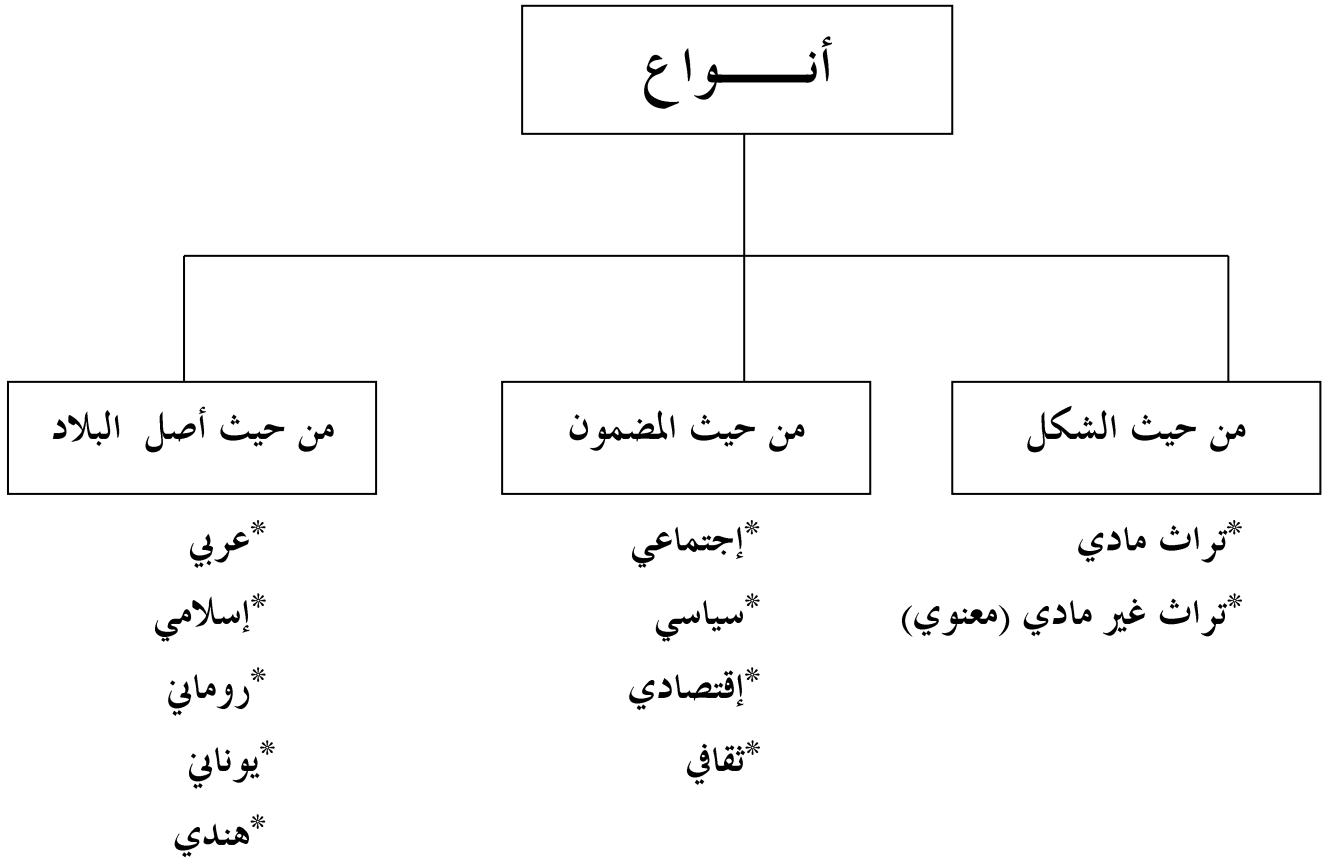 أنـــــواع
من حيث الشكل
من حيث المضمون
من حيث أصل البلاد
*تراث مادي
*تراث غير مادي (معنوي)
*إجتماعي
*سياسي
*إقتصادي
*ثقافي
*عربي
*إسلامي
*روماني
*يوناني
*هندي